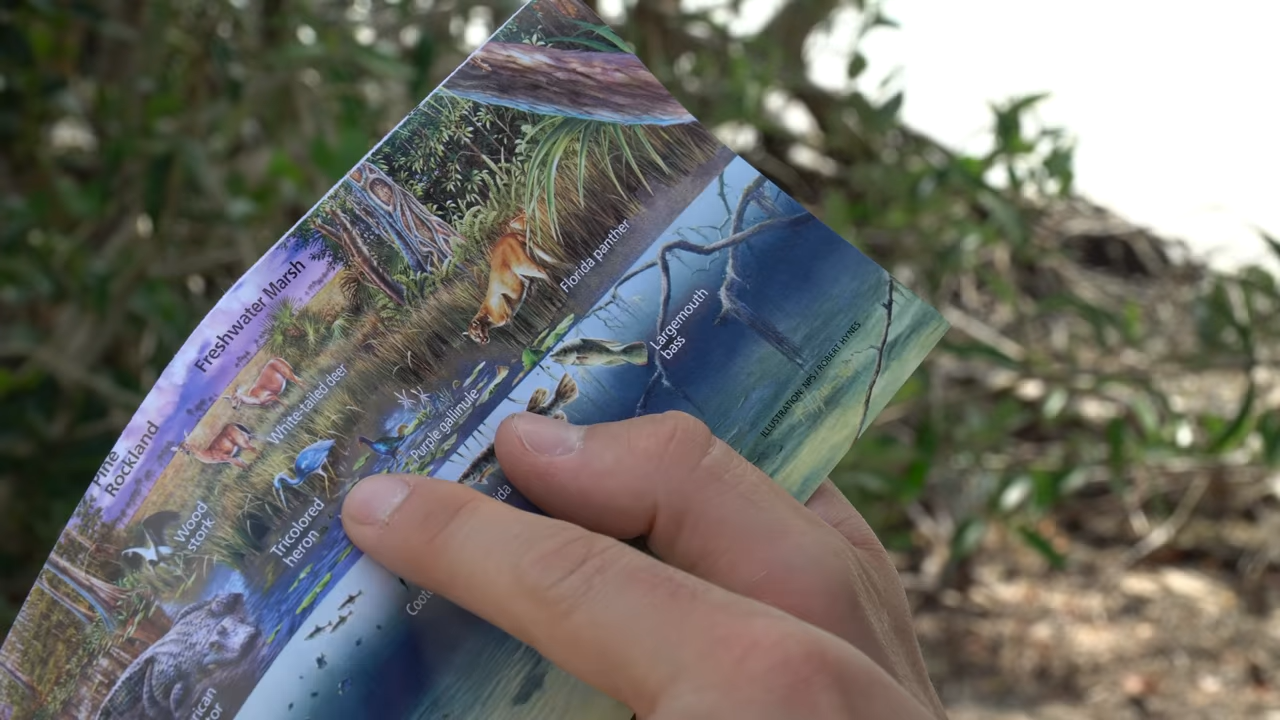 Freshwater Marsh
Florida panther
Largemouth
bass
ILLUSTRATION: NPS / ROBERT HYNES
White-tailed deer
Purple gallinule
Pine
Rockland
Wood
stork
Tricolored
heron